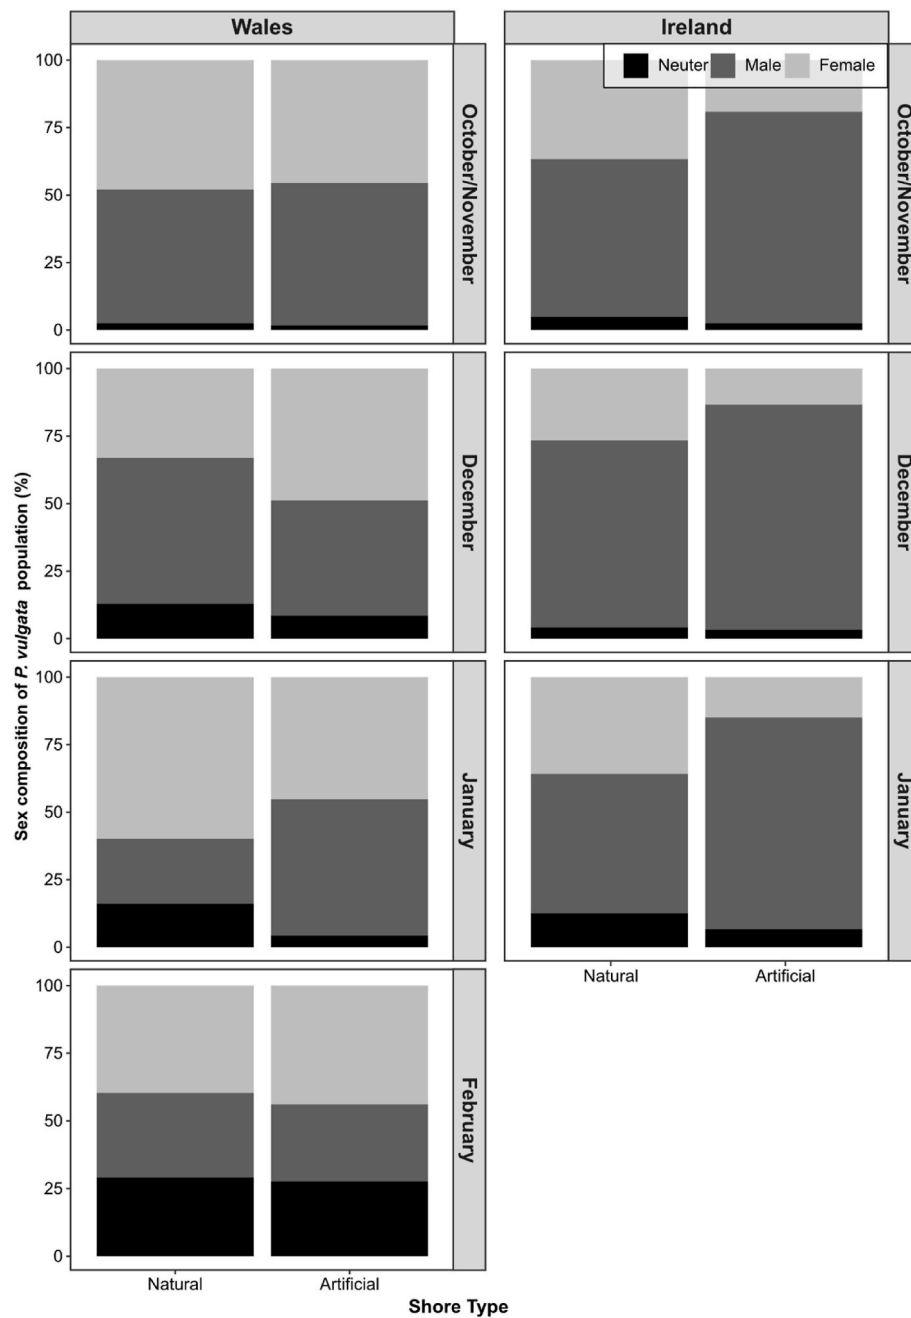 Wales
Ireland
Neuter Male Female
100
75
50
25
0
October/November
October/November
100
75
50
25
0
December
December
100
75
50
25
0
January
January
Natural Artificial
100
75
50
25
0
February
Natural Artificial
Sex composition of P. vulgata population (%)
Shore Type